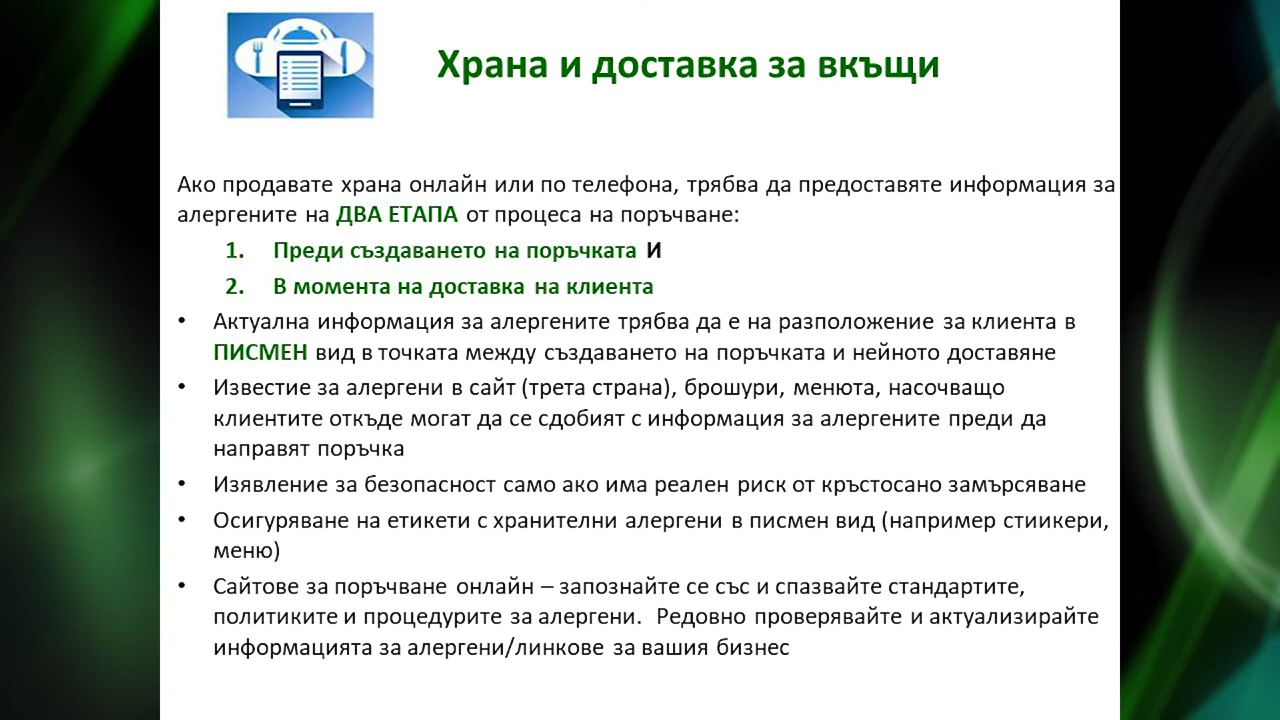 Храна и доставка за вкъщи
Ако продавате храна онлайн или по телефона, трябва да предоставяте информация за
алергените на ДВА ЕТАПА от процеса на поръчване:
1. Преди създаването на поръчката И
2. В момента на доставка на клиента
• Актуална информация за алергените трябва да е на разположение за клиента в
ПИСМЕН вид в точката между създаването на поръчката и нейното доставяне
• Известие за алергени в сайт (трета страна), брошури, менюта, насочващо
клиентите откъде могат да се сдобият с информация за алергените преди да
направят поръчка
• Изявление за безопасност само ако има реален риск от кръстосано замърсяване
• Осигуряване на етикети с хранителни алергени в писмен вид (например стиикери,
меню)
• Сайтове за поръчване онлайн – запознайте се със и спазвайте стандартите,
политиките и процедурите за алергени. Редовно проверявайте и актуализирайте
информацията за алергени/линкове за вашия бизнес